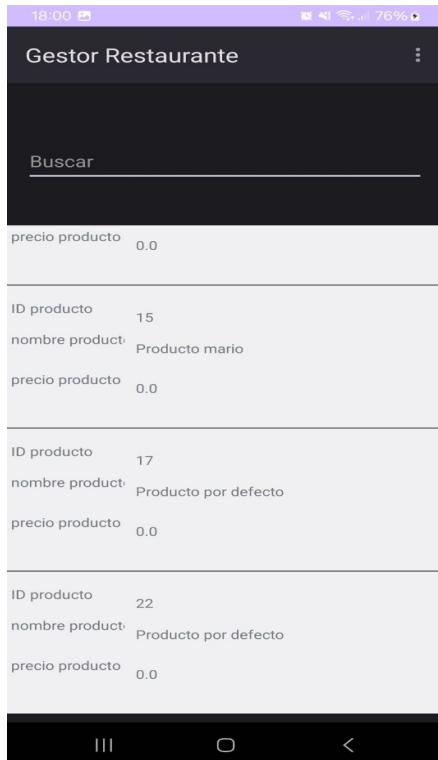 18:00 76%
Gestor Restaurante
Buscar
precio producto 0.0
ID producto 15
nombre product Producto mario
precio producto 0.0
ID producto 17
nombre product Producto por defecto
precio producto 0.0
ID producto 22
nombre product Producto por defecto
precio producto 0.0